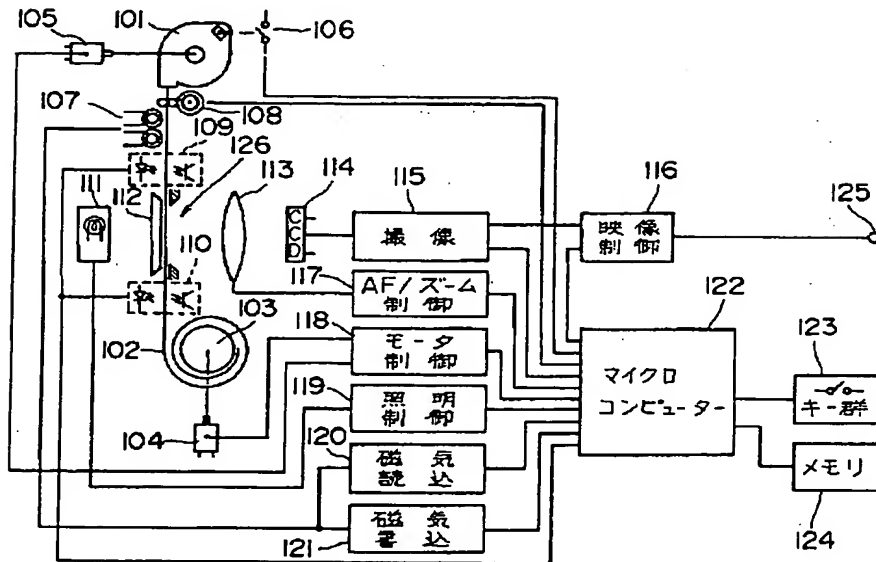 105
101
106
107
108
109
126
111
112
113
114
115
116
125
CCD
撮像
映像
制御
110
117
AF/ズーム
制御
122
103
118
モータ
制御
マイクロ
コンピューター
123
キー群
102
119
照明
制御
104
120
磁気
読込
メモリ
124
121
磁気
書込